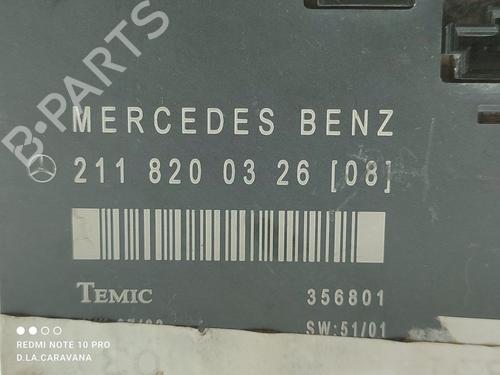 B-PARTS
MERCEDES BENZ
211 820 03 26 [08]
TEMIC 356801
SW:51/01
REDMI NOTE 10 PRO
D.LA.CARAVANA